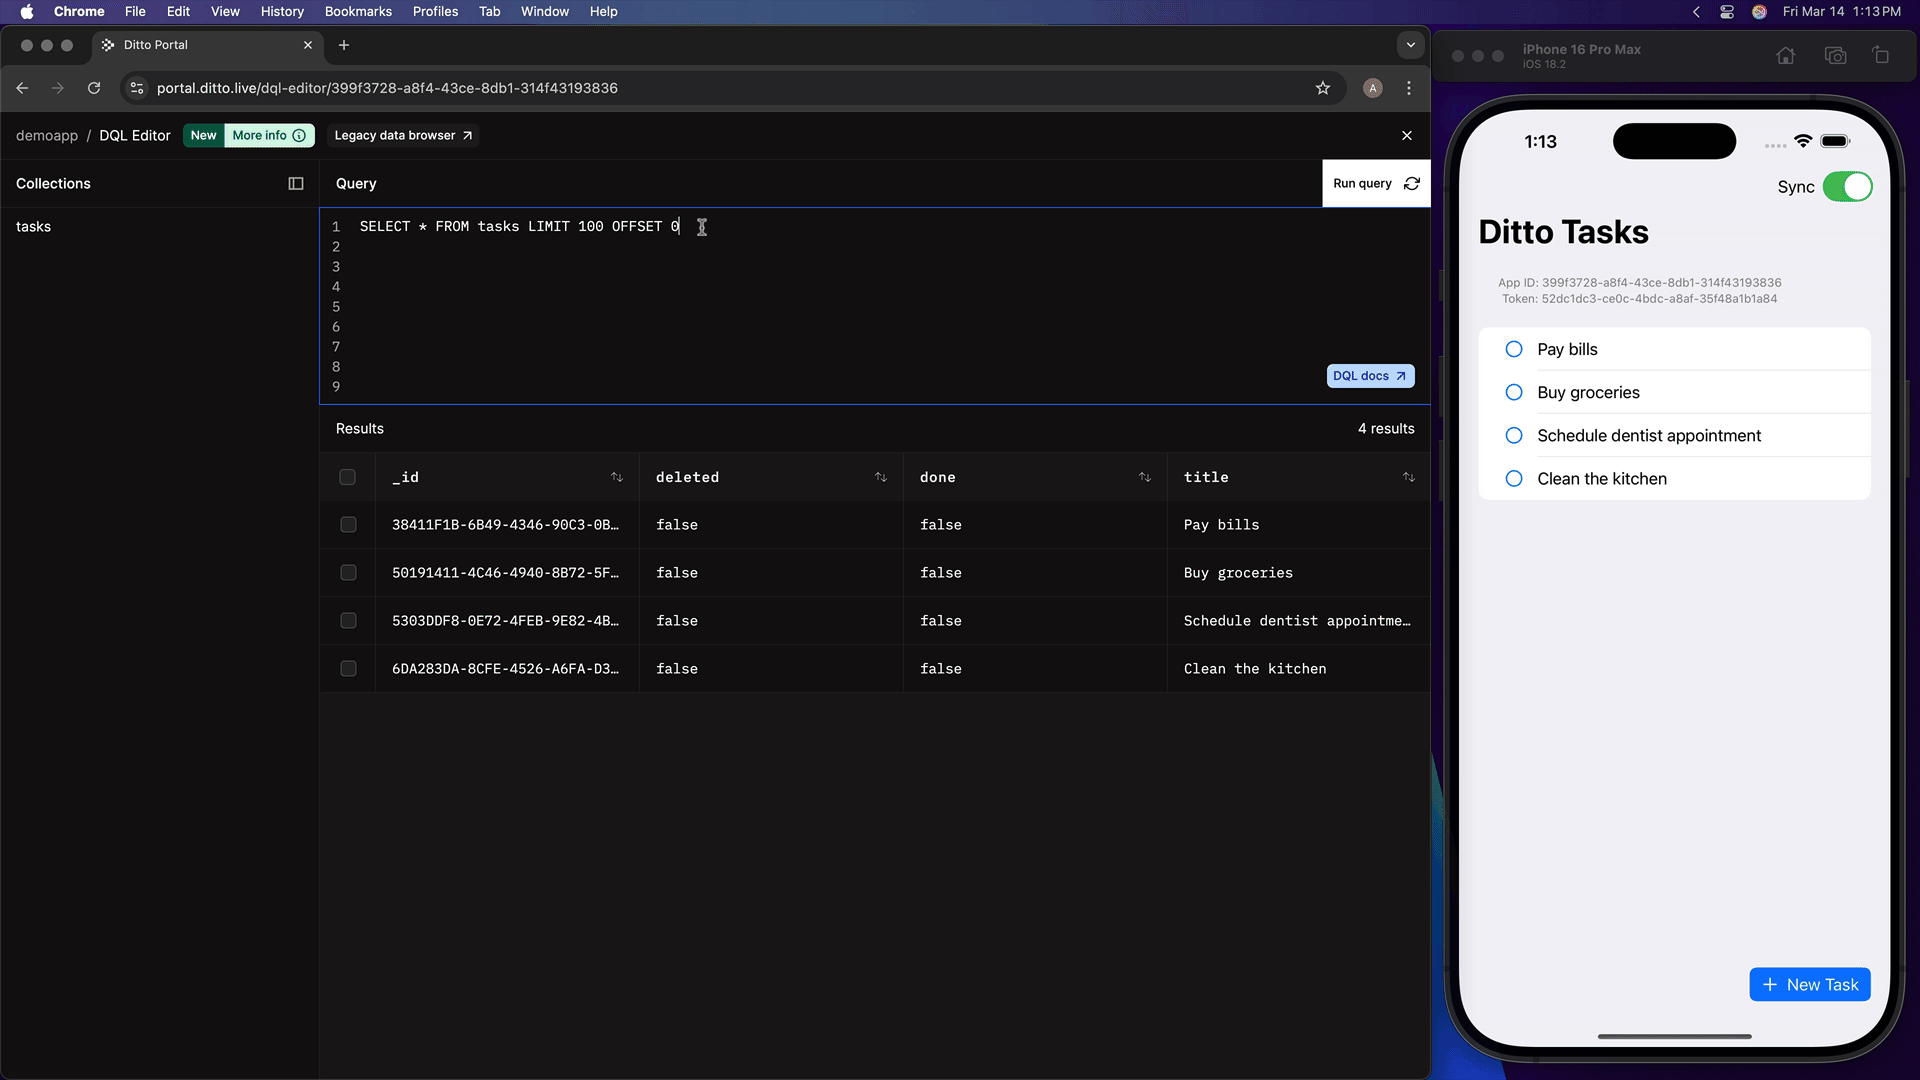 Chrome File Edit View History Bookmarks Profiles Tab Window Help
Fri Mar 14 1:13 PM
Ditto Portal
portal.ditto.live/dql-editor/399f3728-a8f4-43ce-8db1-314f43193836
A
demoapp / DQL Editor New More info Legacy data browser
Collections
tasks
Query
Run query
1 SELECT * FROM tasks LIMIT 100 OFFSET 0
2
3
4
5
6
7
8
9
DQL docs
Results
4 results
_id deleted done title
38411F1B-6B49-4346-90C3-0B… false false Pay bills
50191411-4C46-4940-8B72-5F… false false Buy groceries
5303DDF8-0E72-4FEB-9E82-4B… false false Schedule dentist appointme…
6DA283DA-8CFE-4526-A6FA-D3… false false Clean the kitchen
iPhone 16 Pro Max
iOS 18.2
1:13
Sync
Ditto Tasks
App ID: 399f3728-a8f4-43ce-8db1-314f43193836
Token: 52dc1dc3-ce0c-4bdc-a8af-35f48a1b1a84
Pay bills
Buy groceries
Schedule dentist appointment
Clean the kitchen
+ New Task